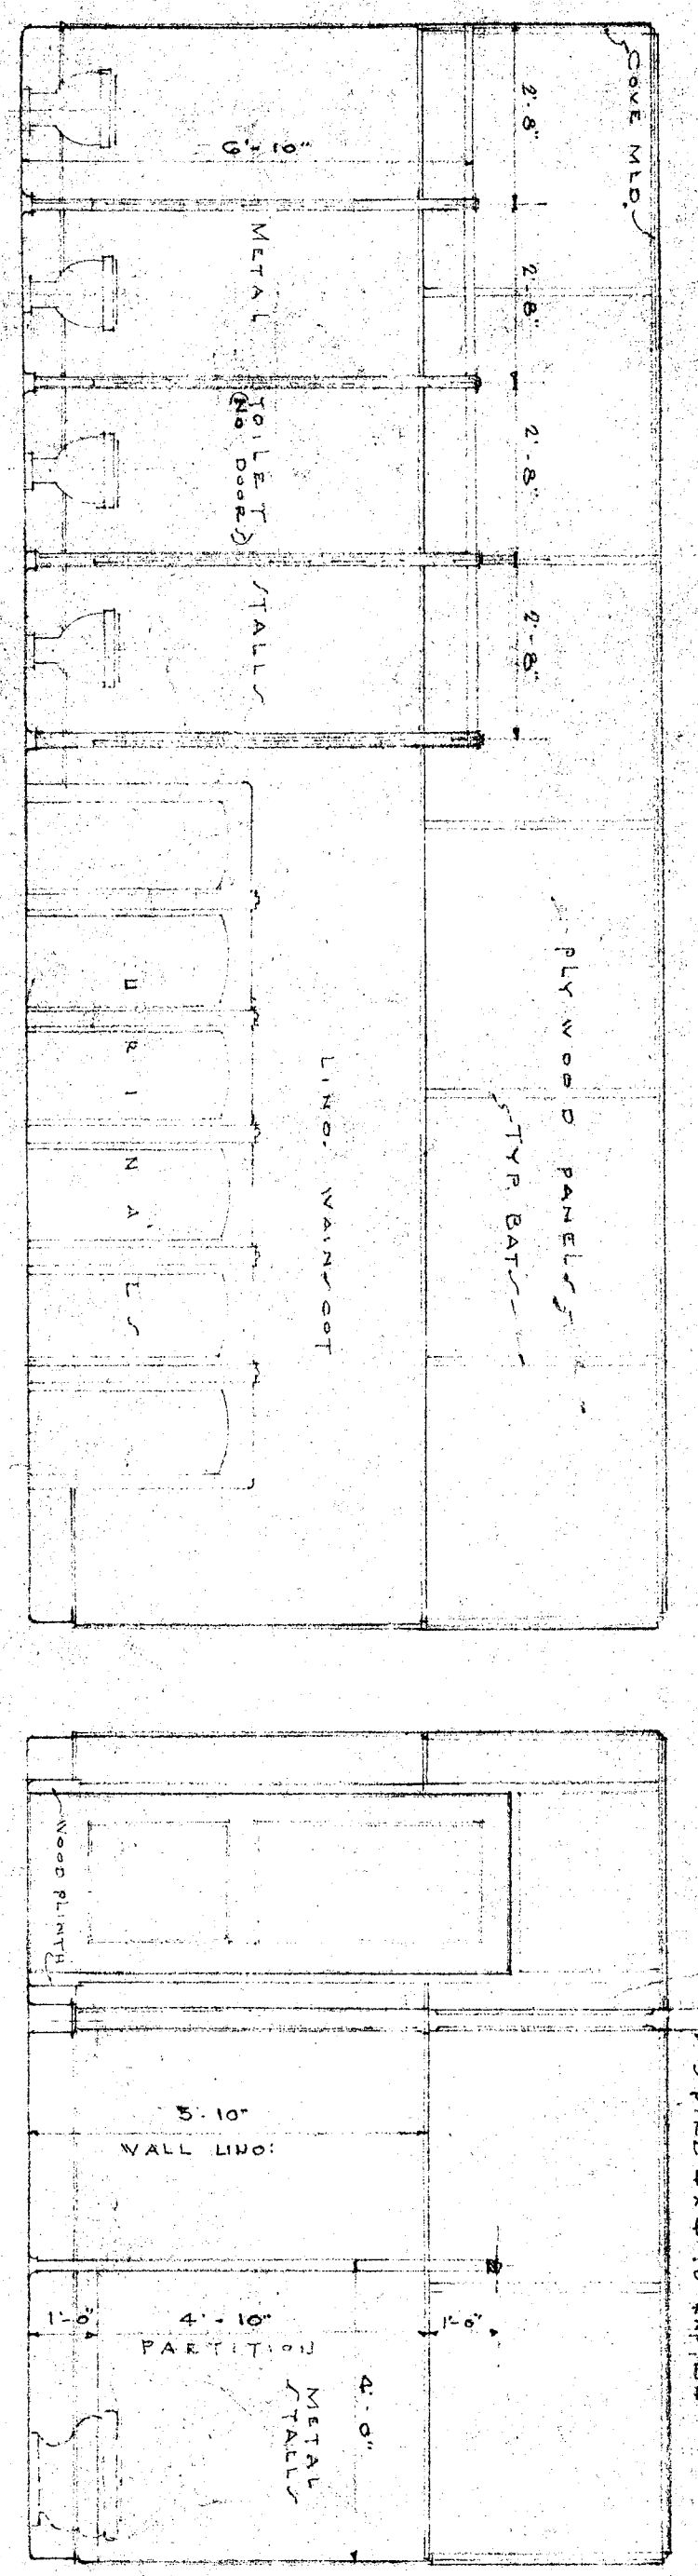 COVE MLD.
2'-8"
2'-8"
2'-8"
2'-8"
6'-10"
METAL TOILET STALLS
(NO DOORS)
PLYWOOD PANELS
TYP. BATS
LINO. WAINSCOT
URINALS
WOOD PLINTH
5-10"
WALL LINO:
1'-0"
4'-10"
1'-0"
PARTITION
METAL
STALLS
4'-0"